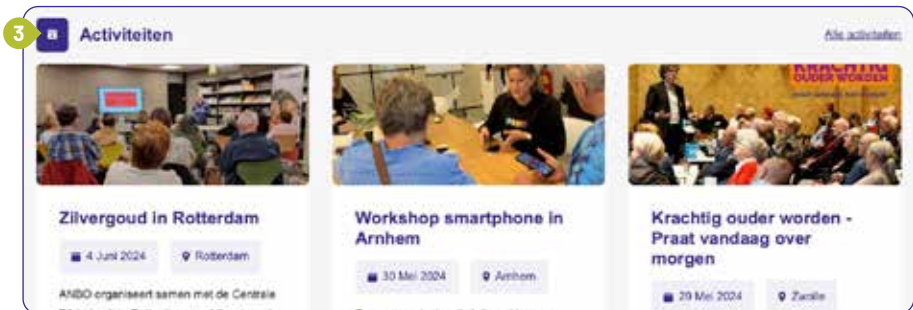 3
Activiteiten
Alle activiteiten
KRACHTIG
OUDER WORDEN
Zilvergoud in Rotterdam
4 Juni 2024
Rotterdam
ANBO organiseert samen met de Centrale
Workshop smartphone in
Arnhem
30 Mei 2024
Arnhem
Krachtig ouder worden -
Praat vandaag over
morgen
29 Mei 2024
Zwolle